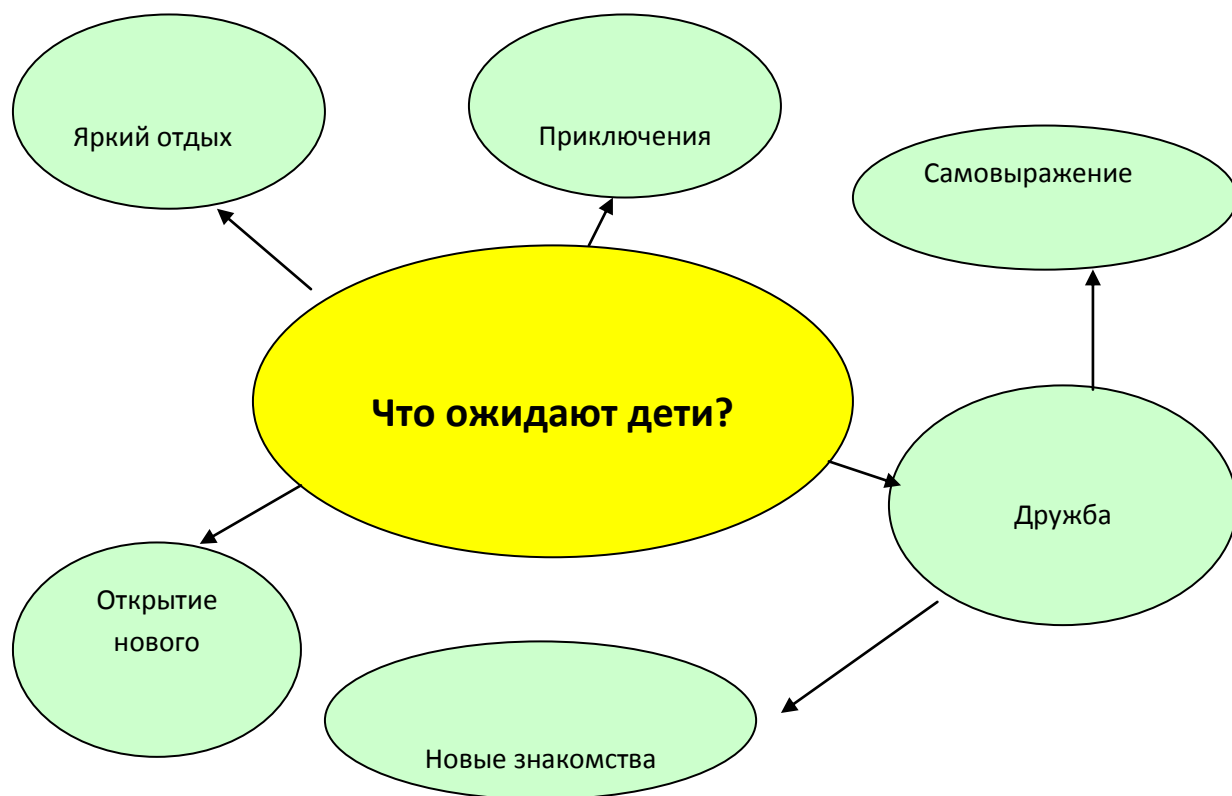 Яркий отдых
Приключения
Самовыражение
Что ожидают дети?
Дружба
Открытие
нового
Новые знакомства